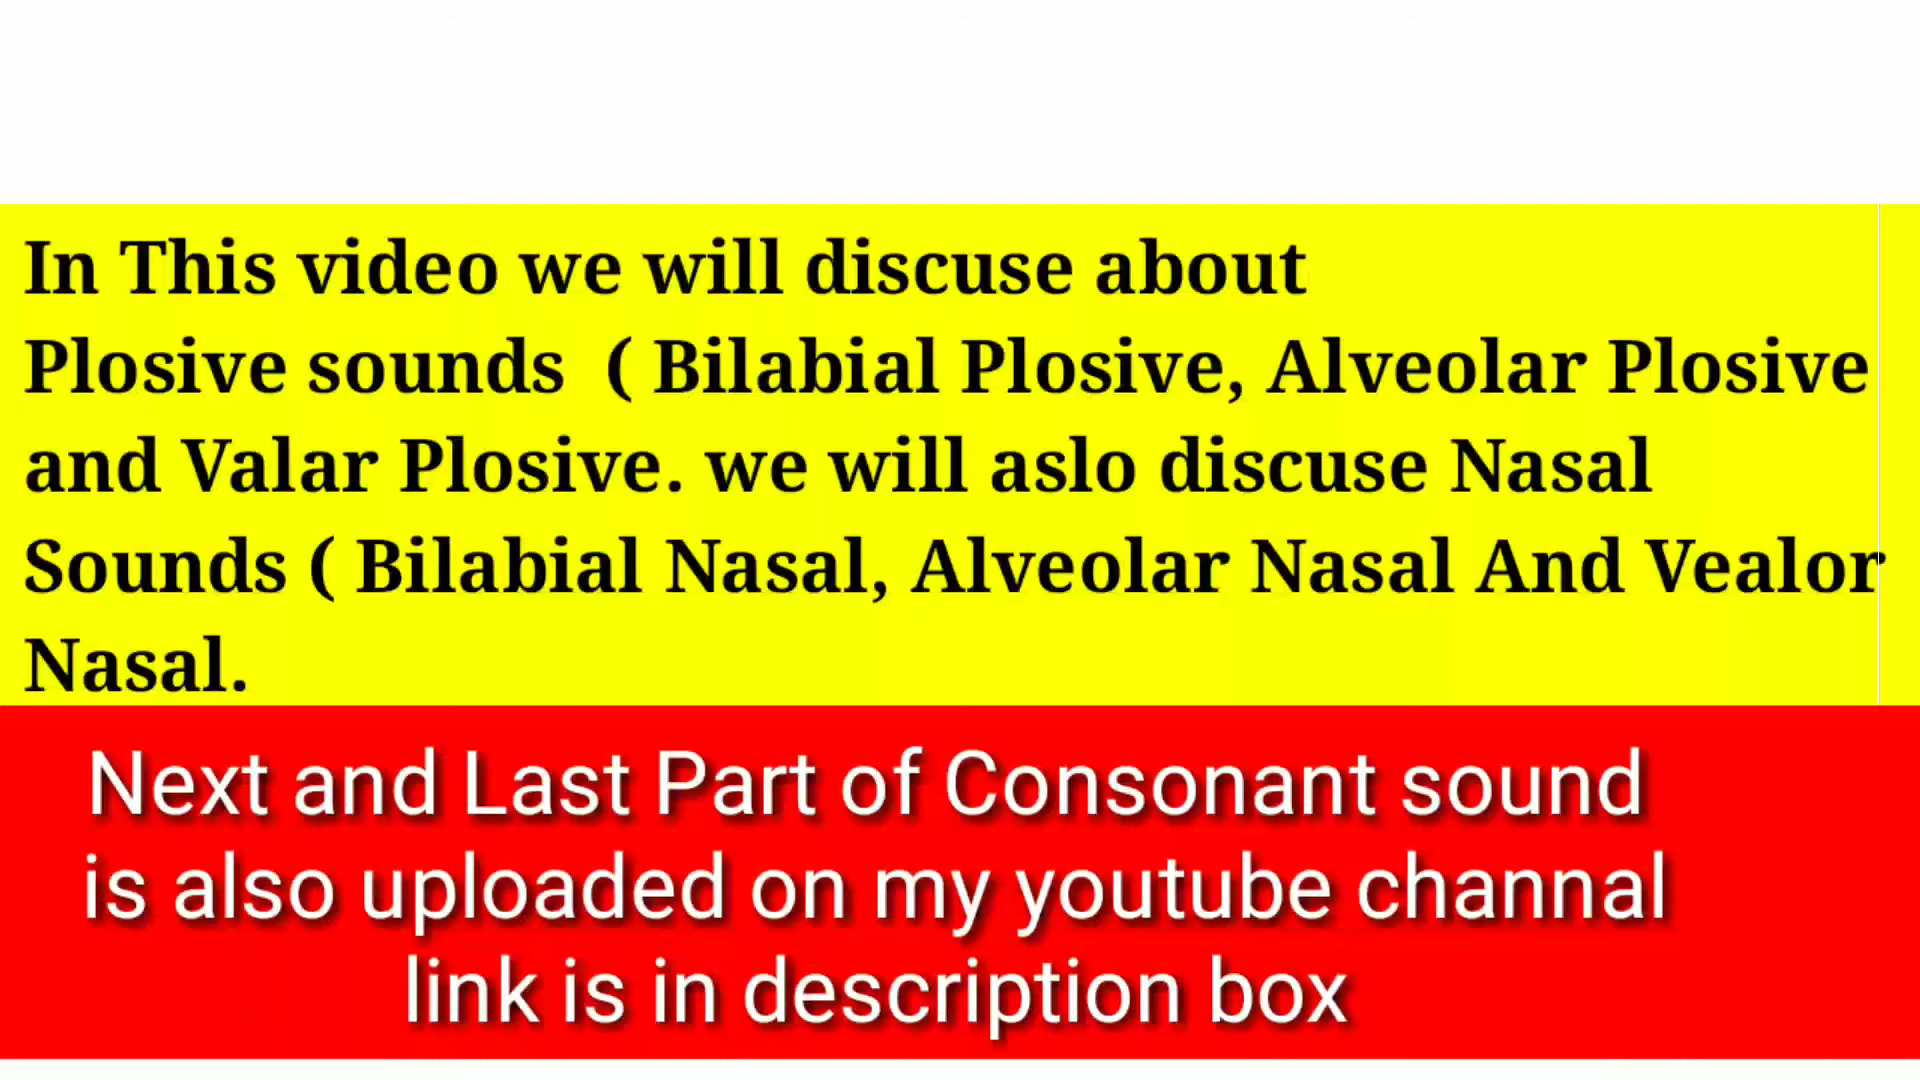 In This video we will discuse about
Plosive sounds ( Bilabial Plosive, Alveolar Plosive
and Valar Plosive. we will aslo discuse Nasal
Sounds ( Bilabial Nasal, Alveolar Nasal And Vealor
Nasal.
Next and Last Part of Consonant sound
is also uploaded on my youtube channal
link is in description box